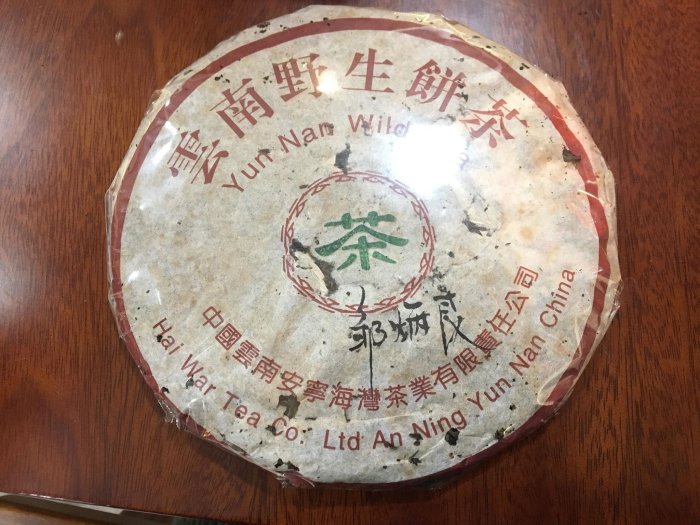 雲南野生餅茶
Yun Nan Wild
茶
邹炳良
中國雲南安寧海灣茶業有限責任公司
Hai War Tea Co. Ltd An Ning Yun Nan China